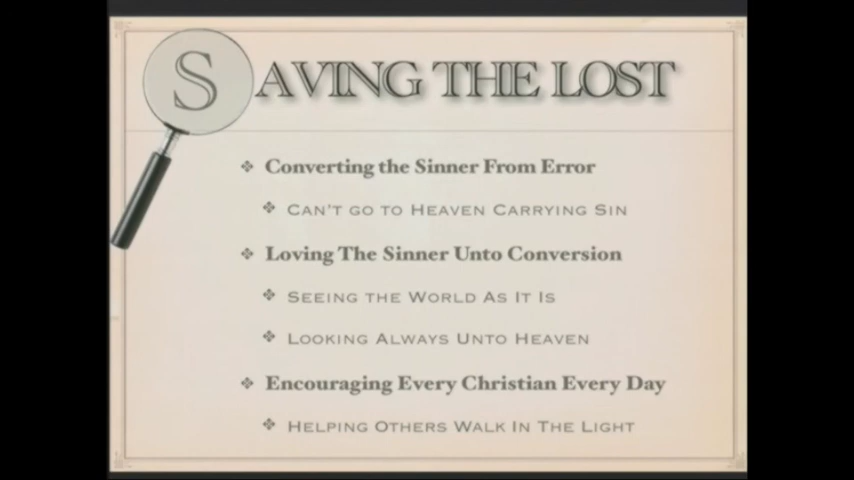 SAVING THE LOST
Converting the Sinner From Error
Can't go to Heaven Carrying Sin
Loving The Sinner Unto Conversion
Seeing the World As It Is
Looking Always Unto Heaven
Encouraging Every Christian Every Day
Helping Others Walk In The Light